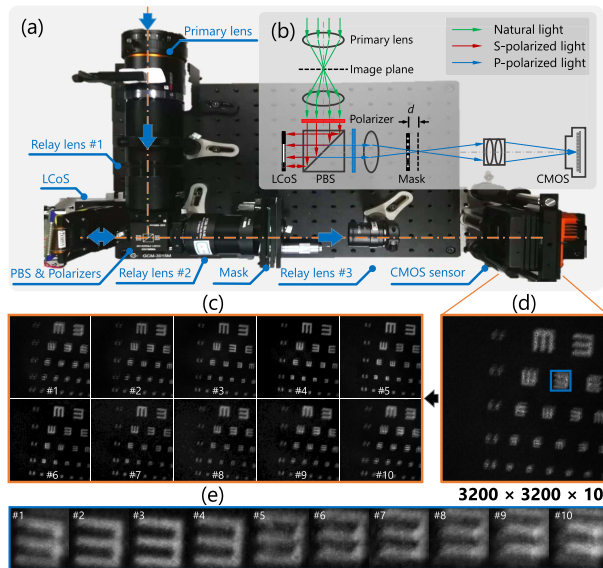 (a)
Primary lens
Relay lens #1
LCoS
PBS & Polarizers
Relay lens #2
Mask
Relay lens #3
CMOS sensor
GCM-3015M
(b)
Primary lens
Image plane
Polarizer
d
LCoS
PBS
Mask
CMOS
Natural light
S-polarized light
P-polarized light
(c)
#1
#2
#3
#4
#5
#6
#7
#8
#9
#10
(d)
3200 × 3200 × 10
(e)
#1
#2
#3
#4
#5
#6
#7
#8
#9
#10